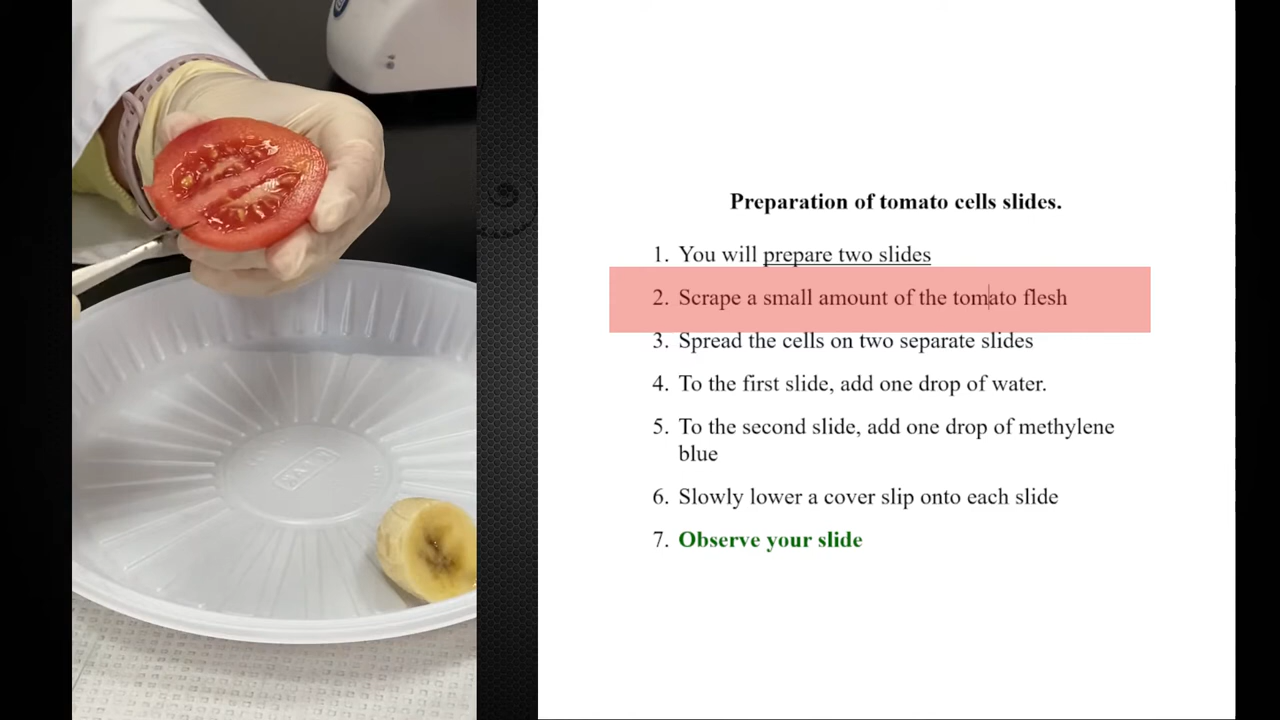 Preparation of tomato cells slides.
1. You will prepare two slides
2. Scrape a small amount of the tomato flesh
3. Spread the cells on two separate slides
4. To the first slide, add one drop of water.
5. To the second slide, add one drop of methylene
blue
6. Slowly lower a cover slip onto each slide
7. Observe your slide